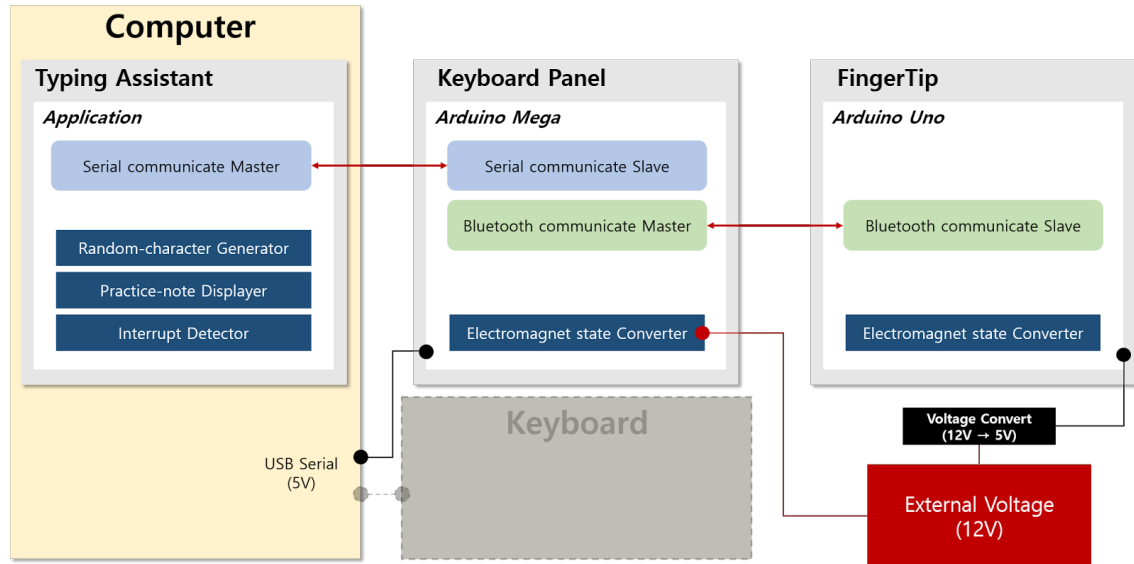 Computer
Typing Assistant
Application
Serial communicate Master
Random-character Generator
Practice-note Displayer
Interrupt Detector
USB Serial
(5V)
Keyboard Panel
Arduino Mega
Serial communicate Slave
Bluetooth communicate Master
Electromagnet state Converter
Keyboard
FingerTip
Arduino Uno
Bluetooth communicate Slave
Electromagnet state Converter
Voltage Convert
(12V → 5V)
External Voltage
(12V)